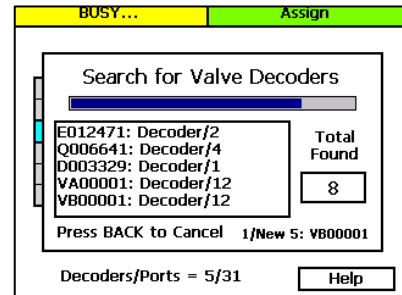 BUSY...
Assign
Search for Valve Decoders
E012471: Decoder/2
Q006641: Decoder/4
D003329: Decoder/1
VA00001: Decoder/12
VB00001: Decoder/12
Total
Found
8
Press BACK to Cancel
1/New 5: VB00001
Decoders/Ports = 5/31
Help